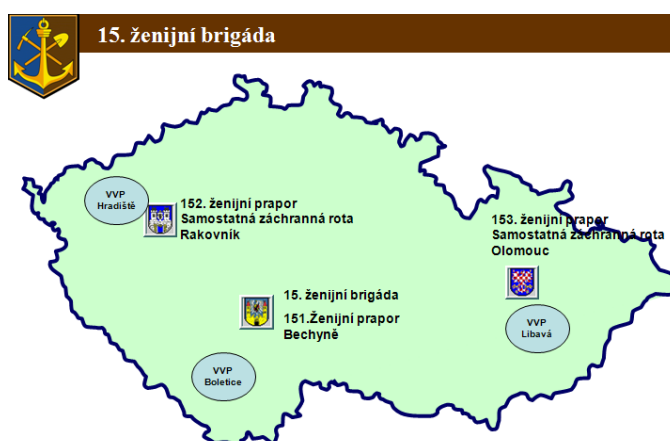 15. ženijní brigáda
VVP
Hradiště
152. ženijní prapor
Samostatná záchranná rota
Rakovník
153. ženijní prapor
Samostatná záchranná rota
Olomouc
15. ženijní brigáda
151.Ženijní prapor
Bechyně
VVP
Libavá
VVP
Boletice